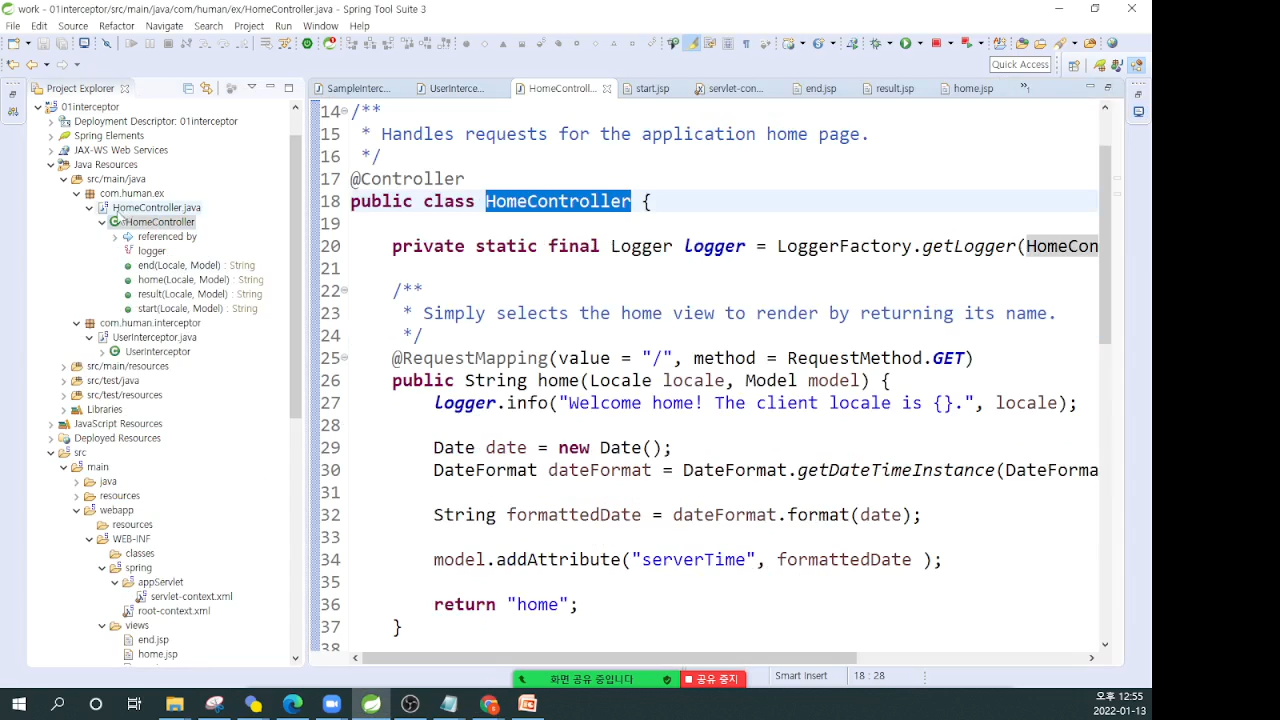 work - 01interceptor/src/main/java/com/human/ex/HomeController.java - Spring Tool Suite 3
File Edit Source Refactor Navigate Search Project Run Window Help
Quick Access
Project Explorer
01interceptor
Deployment Descriptor: 01interceptor
Spring Elements
JAX-WS Web Services
Java Resources
src/main/java
com.human.ex
HomeController.java
HomeController
referenced by
logger
end(Locale, Model) : String
home(Locale, Model) : String
result(Locale, Model) : String
start(Locale, Model) : String
com.human.interceptor
UserInterceptor.java
UserInterceptor
src/main/resources
src/test/java
src/test/resources
Libraries
JavaScript Resources
Deployed Resources
src
main
java
resources
webapp
resources
WEB-INF
classes
spring
appServlet
servlet-context.xml
root-context.xml
views
end.jsp
home.jsp
SampleInterc... UserInterce... HomeControll... start.jsp servlet-con... end.jsp result.jsp home.jsp
14 /**
15 * Handles requests for the application home page.
16 */
17 @Controller
18 public class HomeController {
19
20 private static final Logger logger = LoggerFactory.getLogger(HomeCon
21
22 /**
23 * Simply selects the home view to render by returning its name.
24 */
25 @RequestMapping(value = "/", method = RequestMethod.GET)
26 public String home(Locale locale, Model model) {
27 logger.info("Welcome home! The client locale is {}.", locale);
28
29 Date date = new Date();
30 DateFormat dateFormat = DateFormat.getDateTimeInstance(DateForma
31
32 String formattedDate = dateFormat.format(date);
33
34 model.addAttribute("serverTime", formattedDate );
35
36 return "home";
37 }
38
화면 공유 중입니다 공유 중지
Smart Insert 18 : 28
오후 12:55
2022-01-13